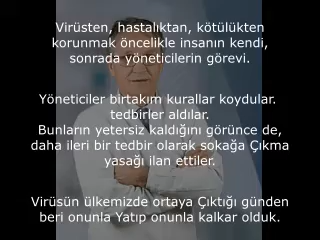 Virüsten, hastalıktan, kötülükten
korunmak öncelikle insanın kendi,
sonrada yöneticilerin görevi.
Yöneticiler birtakım kurallar koydular.
tedbirler aldılar.
Bunların yetersiz kaldığını görünce de,
daha ileri bir tedbir olarak sokağa Çıkma
yasağı ilan ettiler.
Virüsün ülkemizde ortaya Çıktığı günden
beri onunla Yatıp onunla kalkar olduk.